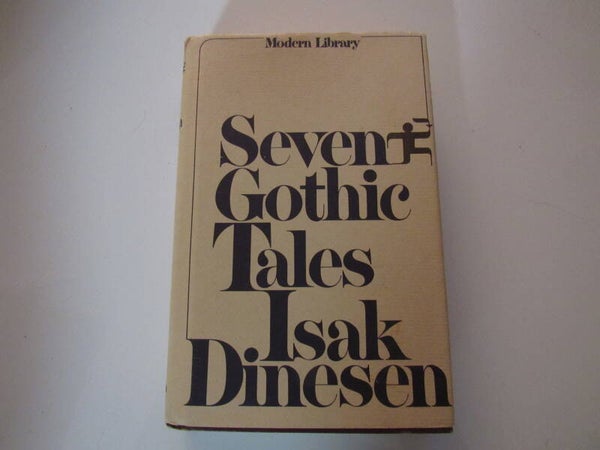 Modern Library
Seven
Gothic
Tales
Isak
Dinesen